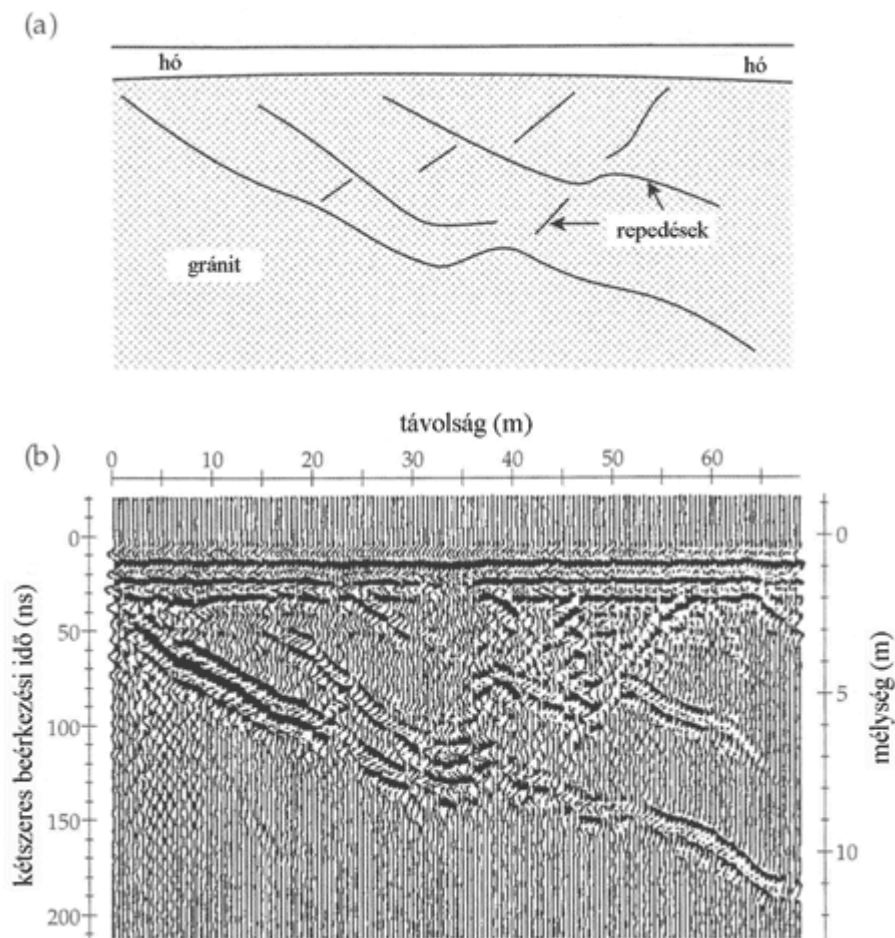 (a)
hó hó
repedések
gránit
távolság (m)
(b)
0 10 20 30 40 50 60
0 0
50
100 5
150
10
200
kétszeres beérkezési idő (ns)
mélység (m)